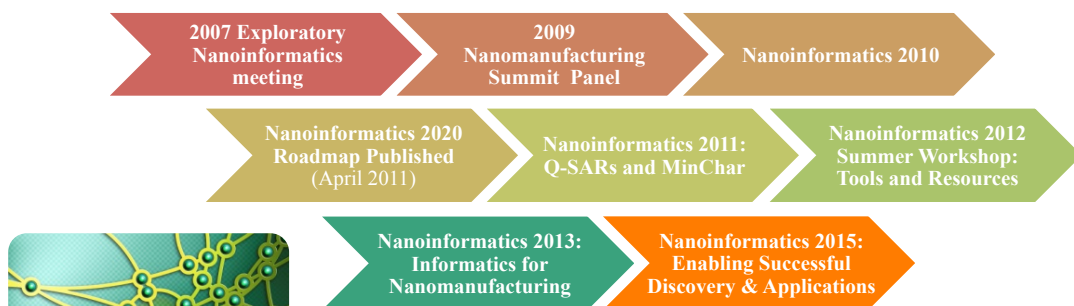 2007 Exploratory
Nanoinformatics
meeting
2009
Nanomanufacturing
Summit Panel
Nanoinformatics 2010
Nanoinformatics 2020
Roadmap Published
(April 2011)
Nanoinformatics 2011:
Q-SARs and MinChar
Nanoinformatics 2012
Summer Workshop:
Tools and Resources
Nanoinformatics 2013:
Informatics for
Nanomanufacturing
Nanoinformatics 2015:
Enabling Successful
Discovery & Applications